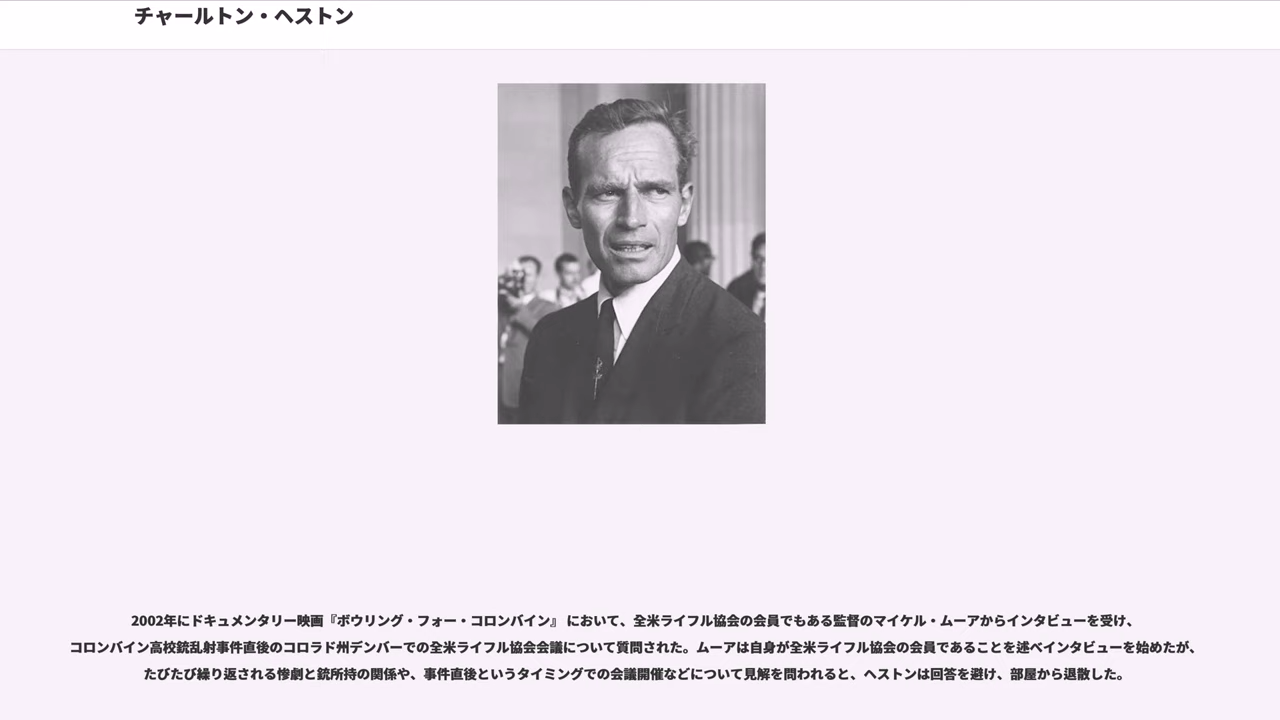 チャールトン・ヘストン
2002年にドキュメンタリー映画『ボウリング・フォー・コロンバイン』 において、全米ライフル協会の会員でもある監督のマイケル・ムーアからインタビューを受け、
コロンバイン高校銃乱射事件直後のコロラド州デンバーでの全米ライフル協会会議について質問された。ムーアは自身が全米ライフル協会の会員であることを述べインタビューを始めたが、
たびたび繰り返される惨劇と銃所持の関係や、事件直後というタイミングでの会議開催などについて見解を問われると、ヘストンは回答を避け、部屋から退散した。